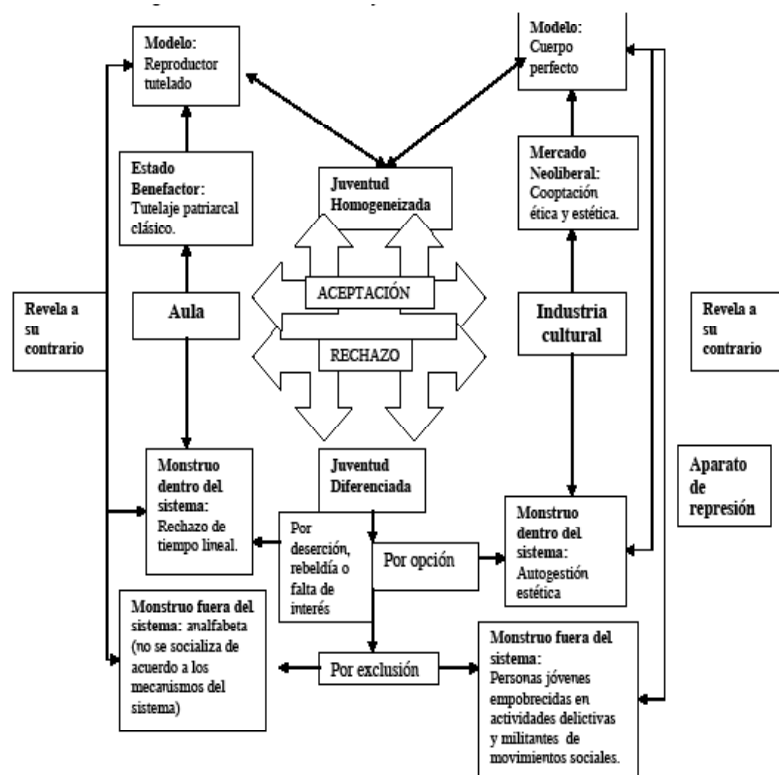 Modelo:
Reproductor
tutelado
Modelo:
Cuerpo
perfecto
Estado
Benefactor:
Tutelaje patriarcal
clásico.
Juventud
Homogeneizada
Mercado
Neoliberal:
Cooptación
ética y estética.
Revela a
su
contrario
Aula
ACEPTACIÓN
RECHAZO
Industria
cultural
Revela a
su
contrario
Monstruo
dentro del
sistema:
Rechazo de
tiempo lineal.
Juventud
Diferenciada
Aparato
de
represión
Por
deserción,
rebeldía o
falta de
interés
Por opción
Monstruo
dentro del
sistema:
Autogestión
estética
Monstruo fuera del
sistema: analfabeta
(no se socializa de
acuerdo a los
mecanismos del
sistema)
Por exclusión
Monstruo fuera del
sistema:
Personas jóvenes
empobrecidas en
actividades delictivas
y militantes de
movimientos sociales.